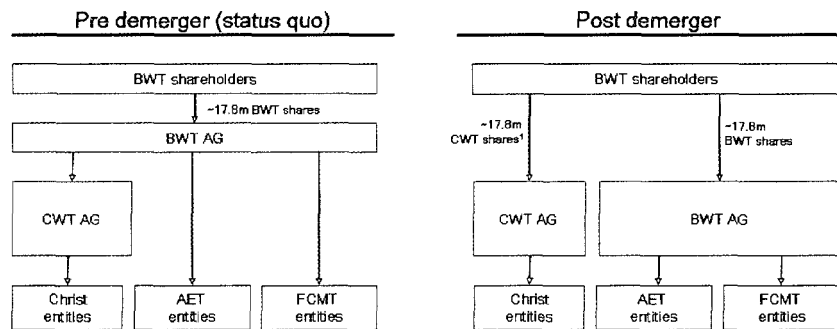 Pre demerger (status quo)
BWT shareholders
~17.8m BWT shares
BWT AG
CWT AG
Christ
entities
AET
entities
FCMT
entities
Post demerger
BWT shareholders
~17.8m
CWT shares¹
~17.8m
BWT shares
CWT AG
BWT AG
Christ
entities
AET
entities
FCMT
entities